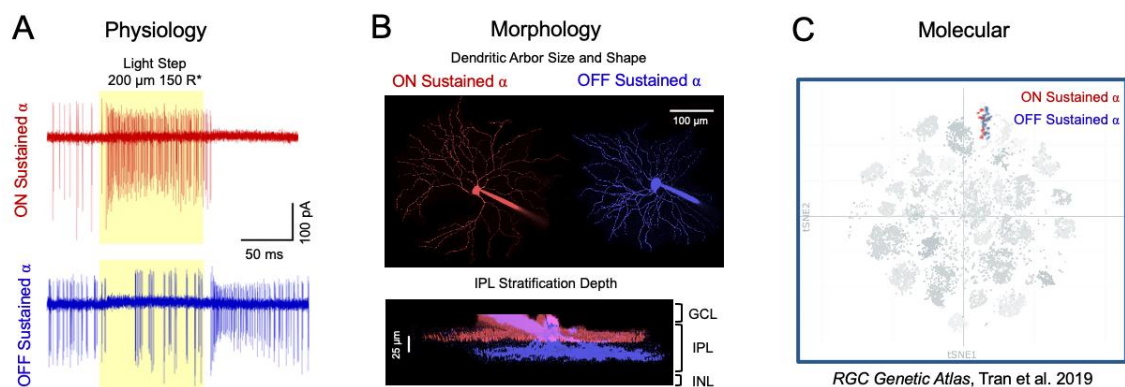 A
Physiology
Light Step
200 µm 150 R*
ON Sustained α
OFF Sustained α
100 pA
50 ms
B
Morphology
Dendritic Arbor Size and Shape
ON Sustained α
OFF Sustained α
100 µm
IPL Stratification Depth
25 µm
GCL
IPL
INL
C
Molecular
ON Sustained α
OFF Sustained α
tSNE2
tSNE1
RGC Genetic Atlas, Tran et al. 2019